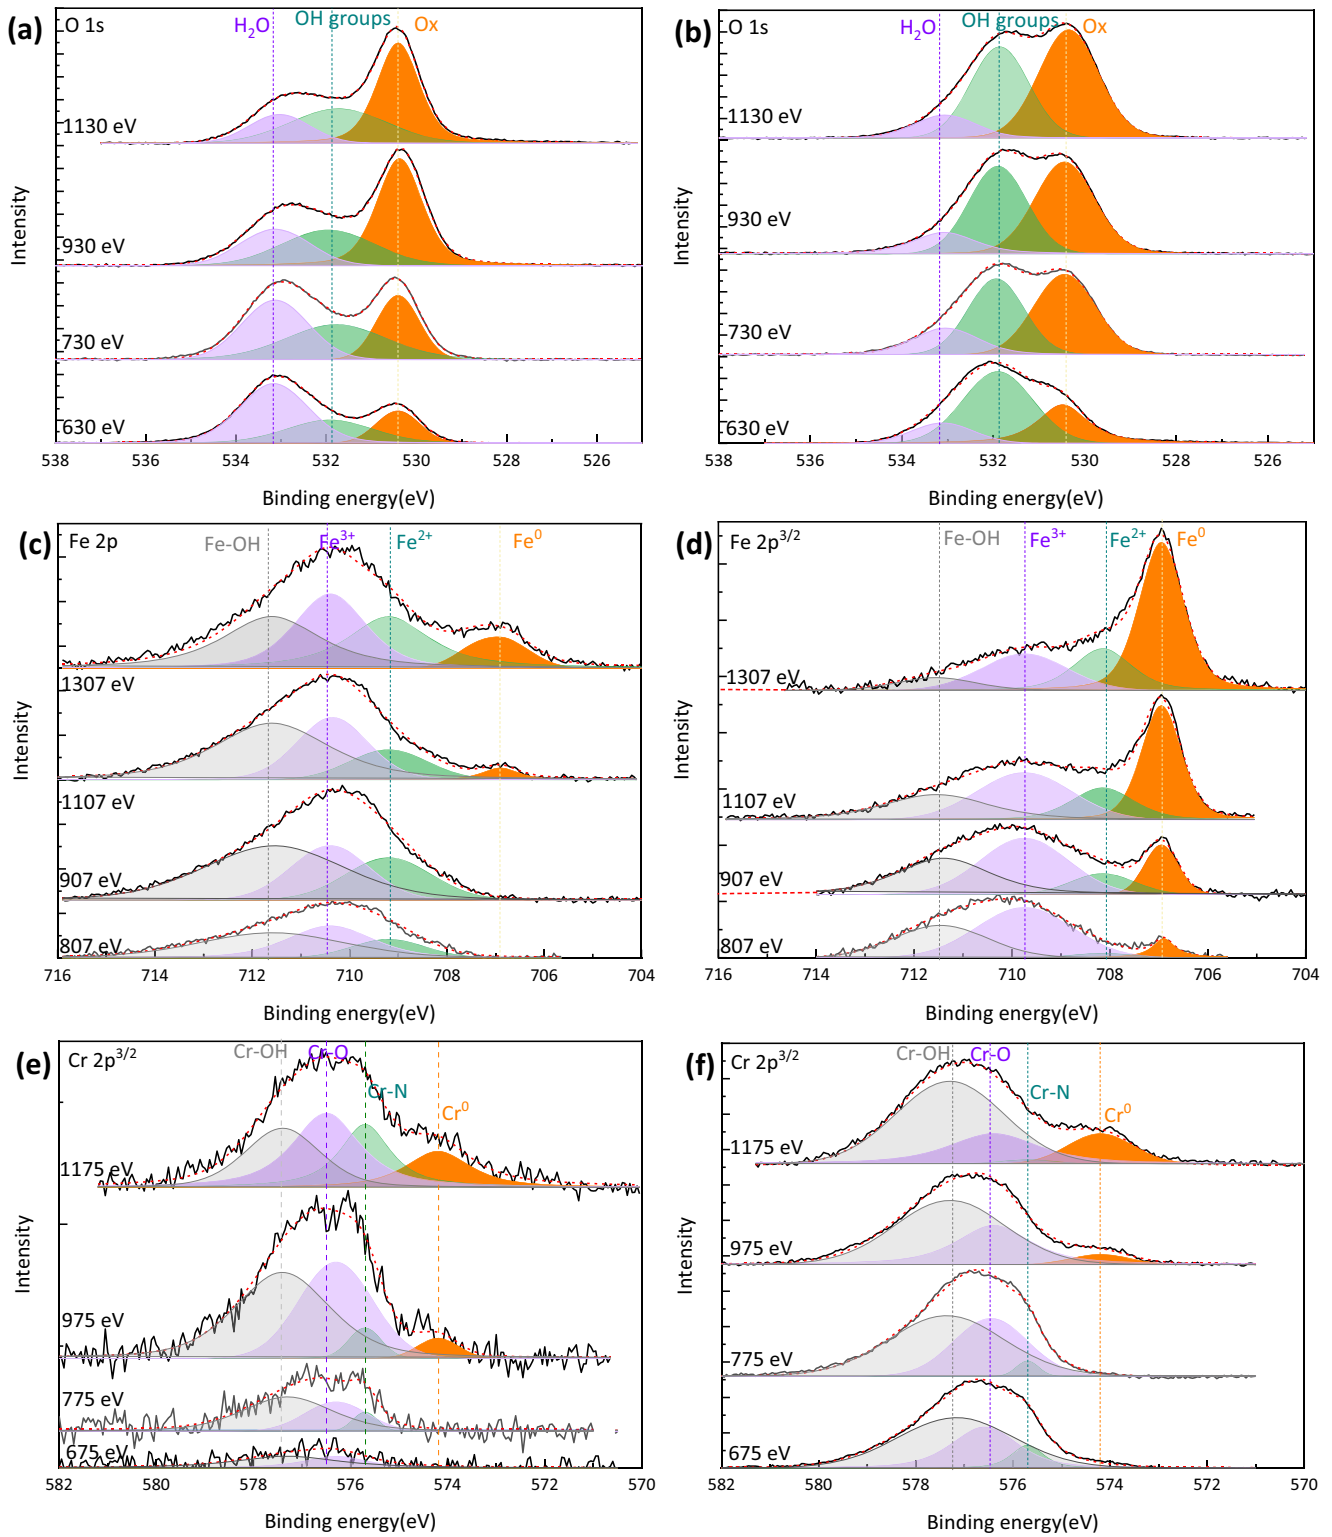 (a)
O 1s
H₂O
OH groups
Ox
1130 eV
930 eV
730 eV
630 eV
Intensity
538 536 534 532 530 528 526
Binding energy(eV)
(b)
O 1s
H₂O
OH groups
Ox
1130 eV
930 eV
730 eV
630 eV
Intensity
538 536 534 532 530 528 526
Binding energy(eV)
(c)
Fe 2p
Fe-OH
Fe³⁺
Fe²⁺
Fe⁰
1307 eV
1107 eV
907 eV
807 eV
Intensity
716 714 712 710 708 706 704
Binding energy(eV)
(d)
Fe 2p³/²
Fe-OH
Fe³⁺
Fe²⁺
Fe⁰
1307 eV
1107 eV
907 eV
807 eV
Intensity
716 714 712 710 708 706 704
Binding energy(eV)
(e)
Cr 2p³/²
Cr-OH
Cr-O
Cr-N
Cr⁰
1175 eV
975 eV
775 eV
675 eV
Intensity
582 580 578 576 574 572 570
Binding energy(eV)
(f)
Cr 2p³/²
Cr-OH
Cr-O
Cr-N
Cr⁰
1175 eV
975 eV
775 eV
675 eV
Intensity
582 580 578 576 574 572 570
Binding energy(eV)